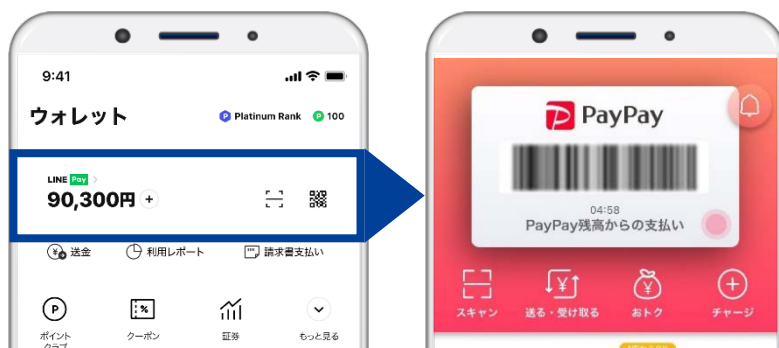 9:41
ウォレット
Platinum Rank
P 100
LINE Pay
90,300円
送金
利用レポート
請求書支払い
P
ポイント
クラブ
クーポン
証券
もっと見る
PayPay
04:58
PayPay残高からの支払い
スキャン
送る・受け取る
おトク
チャージ